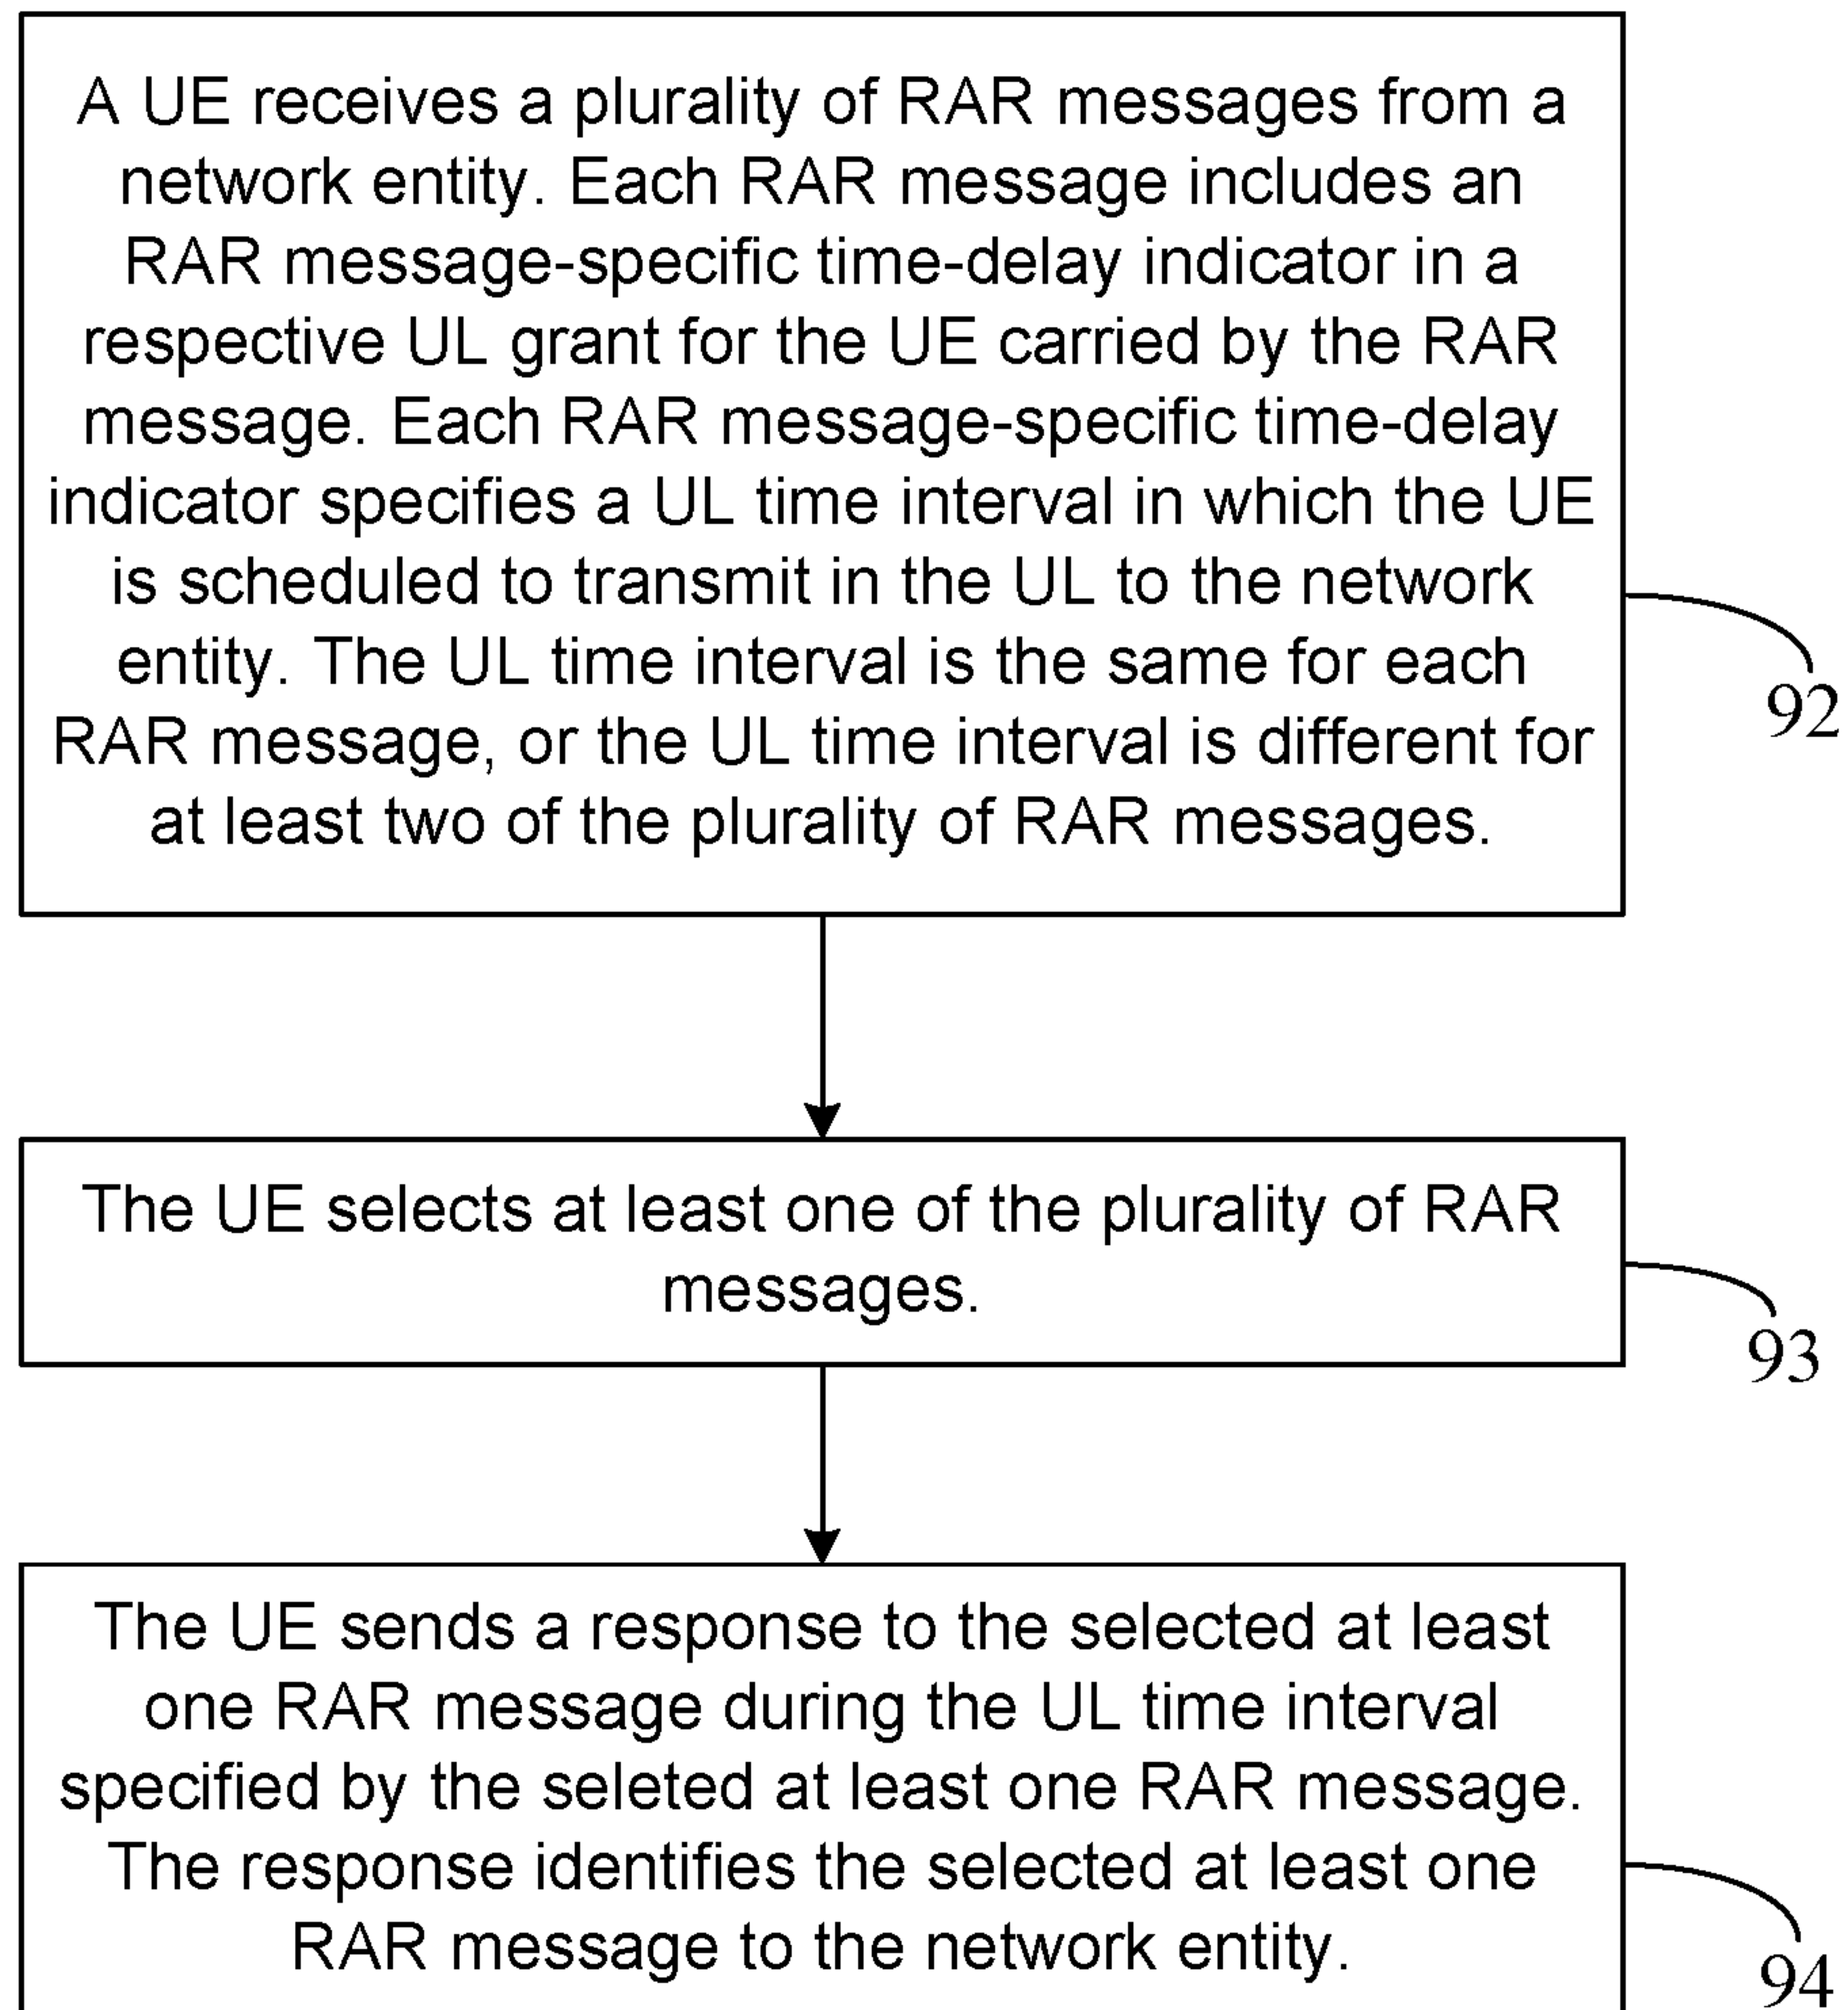 A UE receives a plurality of RAR messages from a
network entity. Each RAR message includes an
RAR message-specific time-delay indicator in a
respective UL grant for the UE carried by the RAR
message. Each RAR message-specific time-delay
indicator specifies a UL time interval in which the UE
is scheduled to transmit in the UL to the network
entity. The UL time interval is the same for each
RAR message, or the UL time interval is different for
at least two of the plurality of RAR messages.
92
The UE selects at least one of the plurality of RAR
messages.
93
The UE sends a response to the selected at least
one RAR message during the UL time interval
specified by the seleted at least one RAR message.
The response identifies the selected at least one
RAR message to the network entity.
94